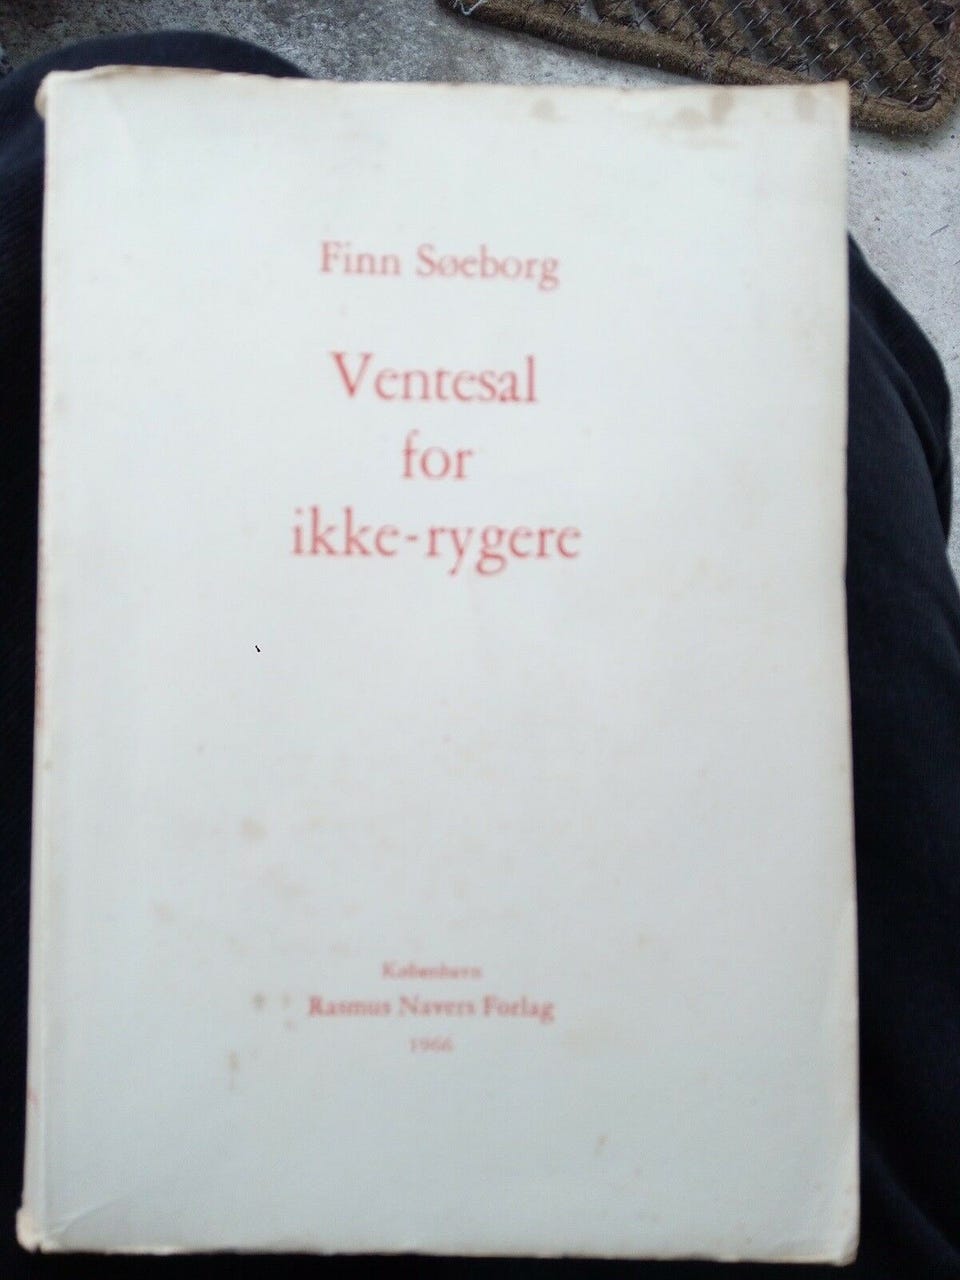 Finn Søeborg
Ventesal
for
ikke-rygere
København
Rasmus Navers Forlag
1966